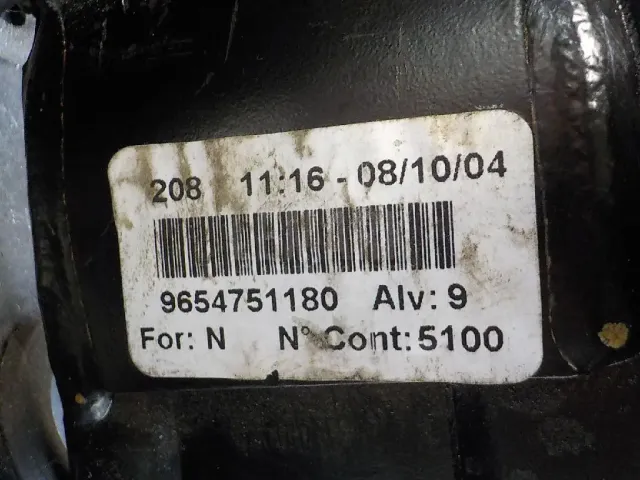 208 11:16 - 08/10/04
9654751180 Alv: 9
For: N N° Cont: 5100